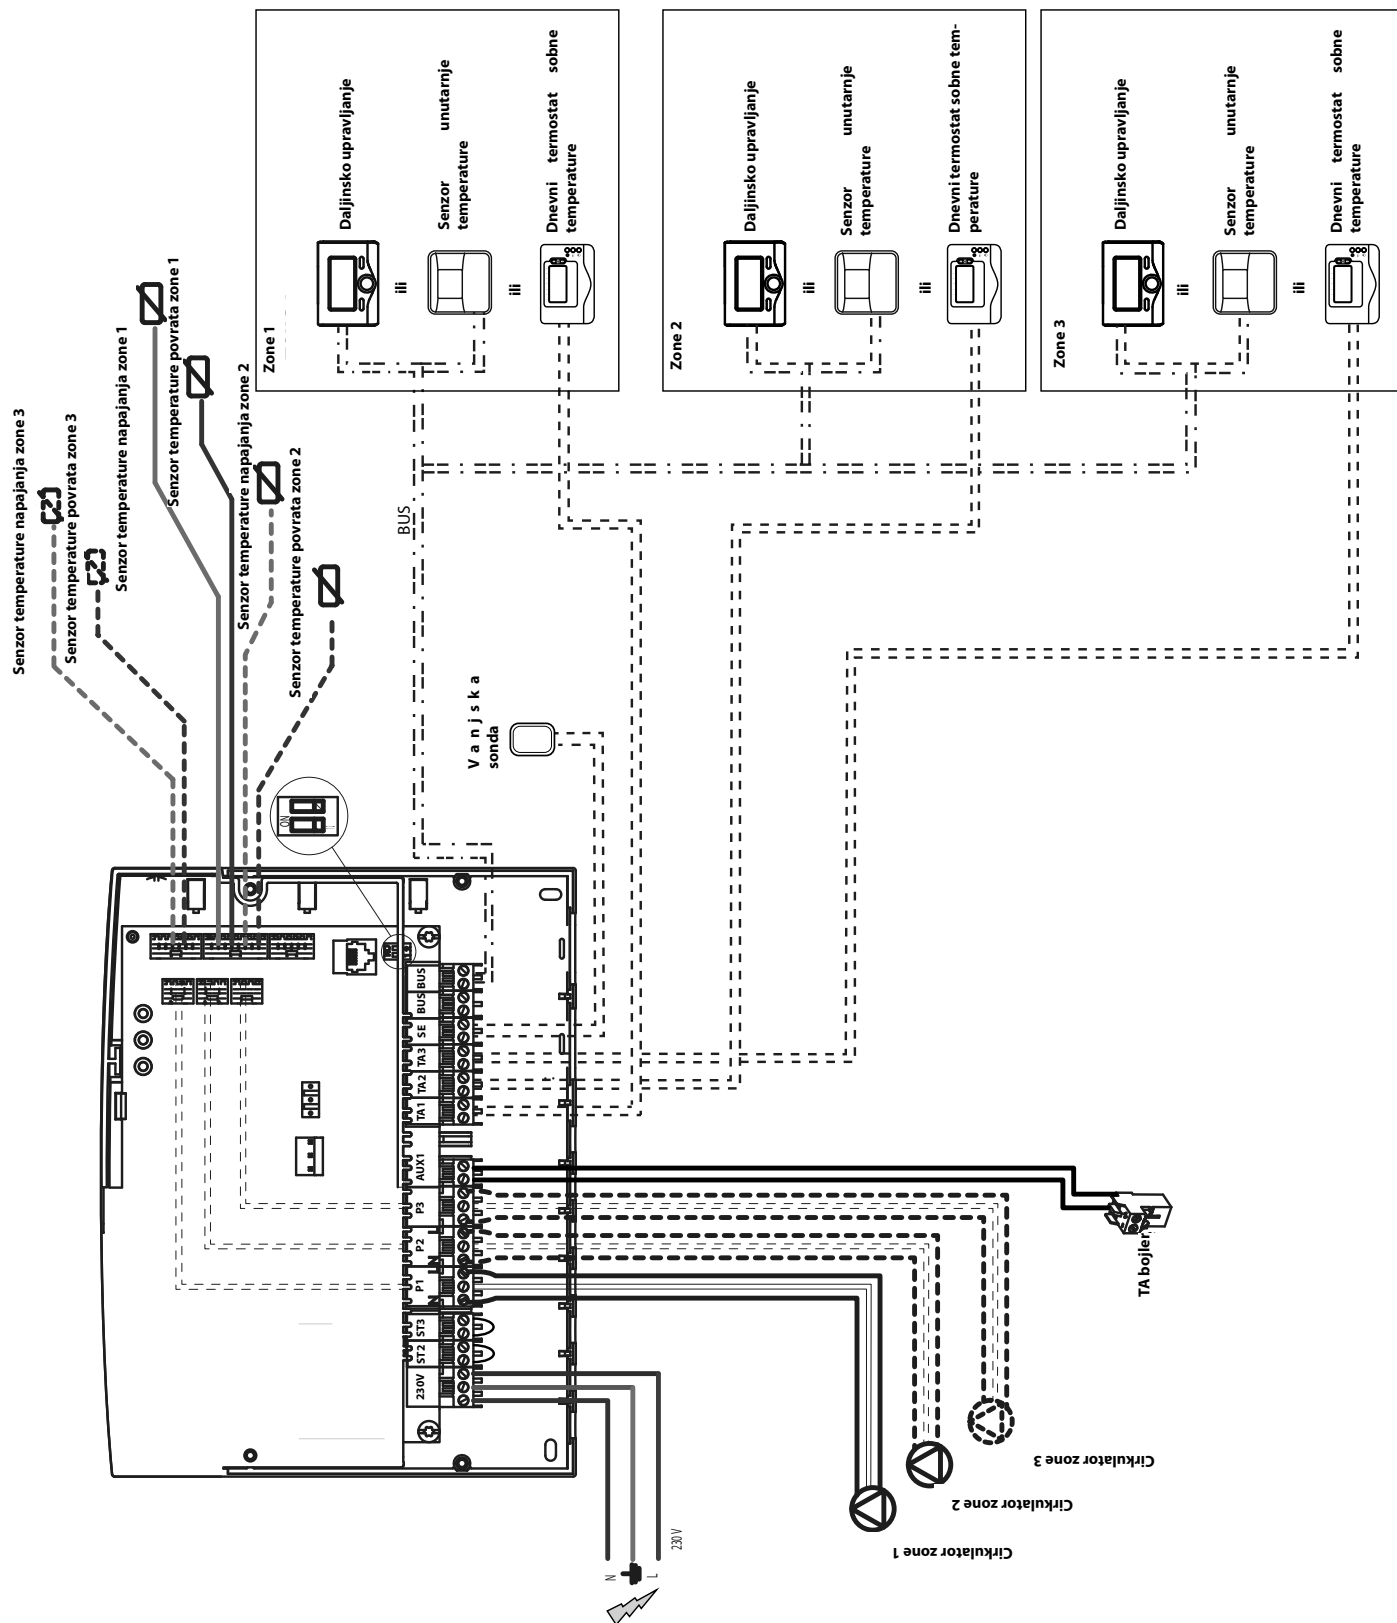 Senzor temperature napajanja zone 3
Senzor temperature povrata zone 3
Senzor temperature napajanja zone 1
Senzor temperature povrata zone 1
Senzor temperature napajanja zone 2
Senzor temperature povrata zone 2
Zone 1
Daljinsko upravljanje
ili
Senzor unutarnje
temperature
ili
Dnevni termostat sobne
temperature
Zone 2
Daljinsko upravljanje
ili
Senzor unutarnje
temperature
ili
Dnevni termostat sobne tem-
perature
Zone 3
Daljinsko upravljanje
ili
Senzor unutarnje
temperature
ili
Dnevni termostat sobne
temperature
BUS
Vanjska
sonda
ON
ON
230V
ST2
ST3
P1
P2
P3
AUX1
TA1
TA2
TA3
SE
BUS
BUS
N
L
N
L
N
L
230 V
TA bojler
Cirkulator zone 1
Cirkulator zone 2
Cirkulator zone 3